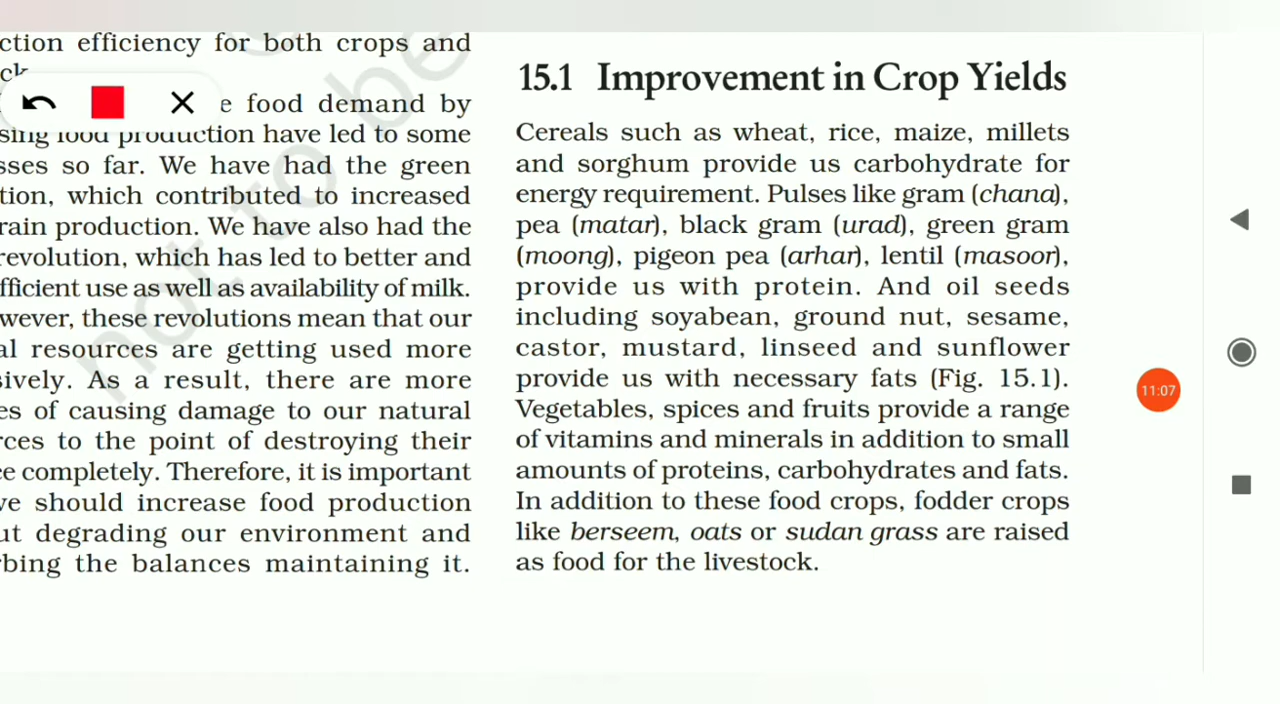 ction efficiency for both crops and
ck
e food demand by
sing food production have led to some
sses so far. We have had the green
tion, which contributed to increased
rain production. We have also had the
revolution, which has led to better and
fficient use as well as availability of milk.
wever, these revolutions mean that our
al resources are getting used more
sively. As a result, there are more
es of causing damage to our natural
rces to the point of destroying their
ce completely. Therefore, it is important
ve should increase food production
ut degrading our environment and
rbing the balances maintaining it.
15.1 Improvement in Crop Yields
Cereals such as wheat, rice, maize, millets
and sorghum provide us carbohydrate for
energy requirement. Pulses like gram (chana),
pea (matar), black gram (urad), green gram
(moong), pigeon pea (arhar), lentil (masoor),
provide us with protein. And oil seeds
including soyabean, ground nut, sesame,
castor, mustard, linseed and sunflower
provide us with necessary fats (Fig. 15.1).
Vegetables, spices and fruits provide a range
of vitamins and minerals in addition to small
amounts of proteins, carbohydrates and fats.
In addition to these food crops, fodder crops
like berseem, oats or sudan grass are raised
as food for the livestock.
not to be
11:07